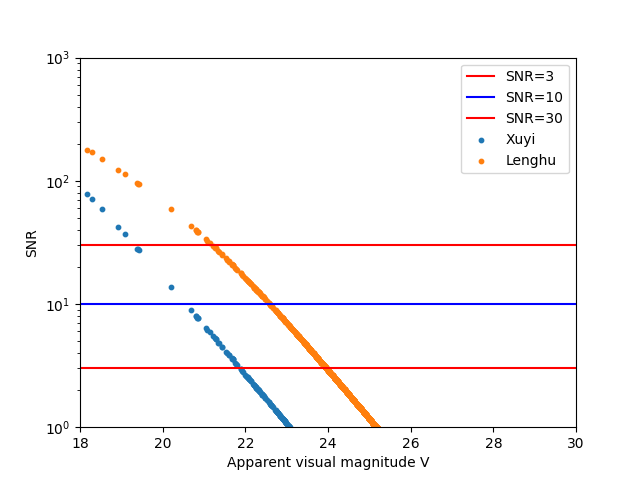 10³
10²
10¹
10⁰
SNR
18
20
22
24
26
28
30
Apparent visual magnitude V
SNR=3
SNR=10
SNR=30
Xuyi
Lenghu